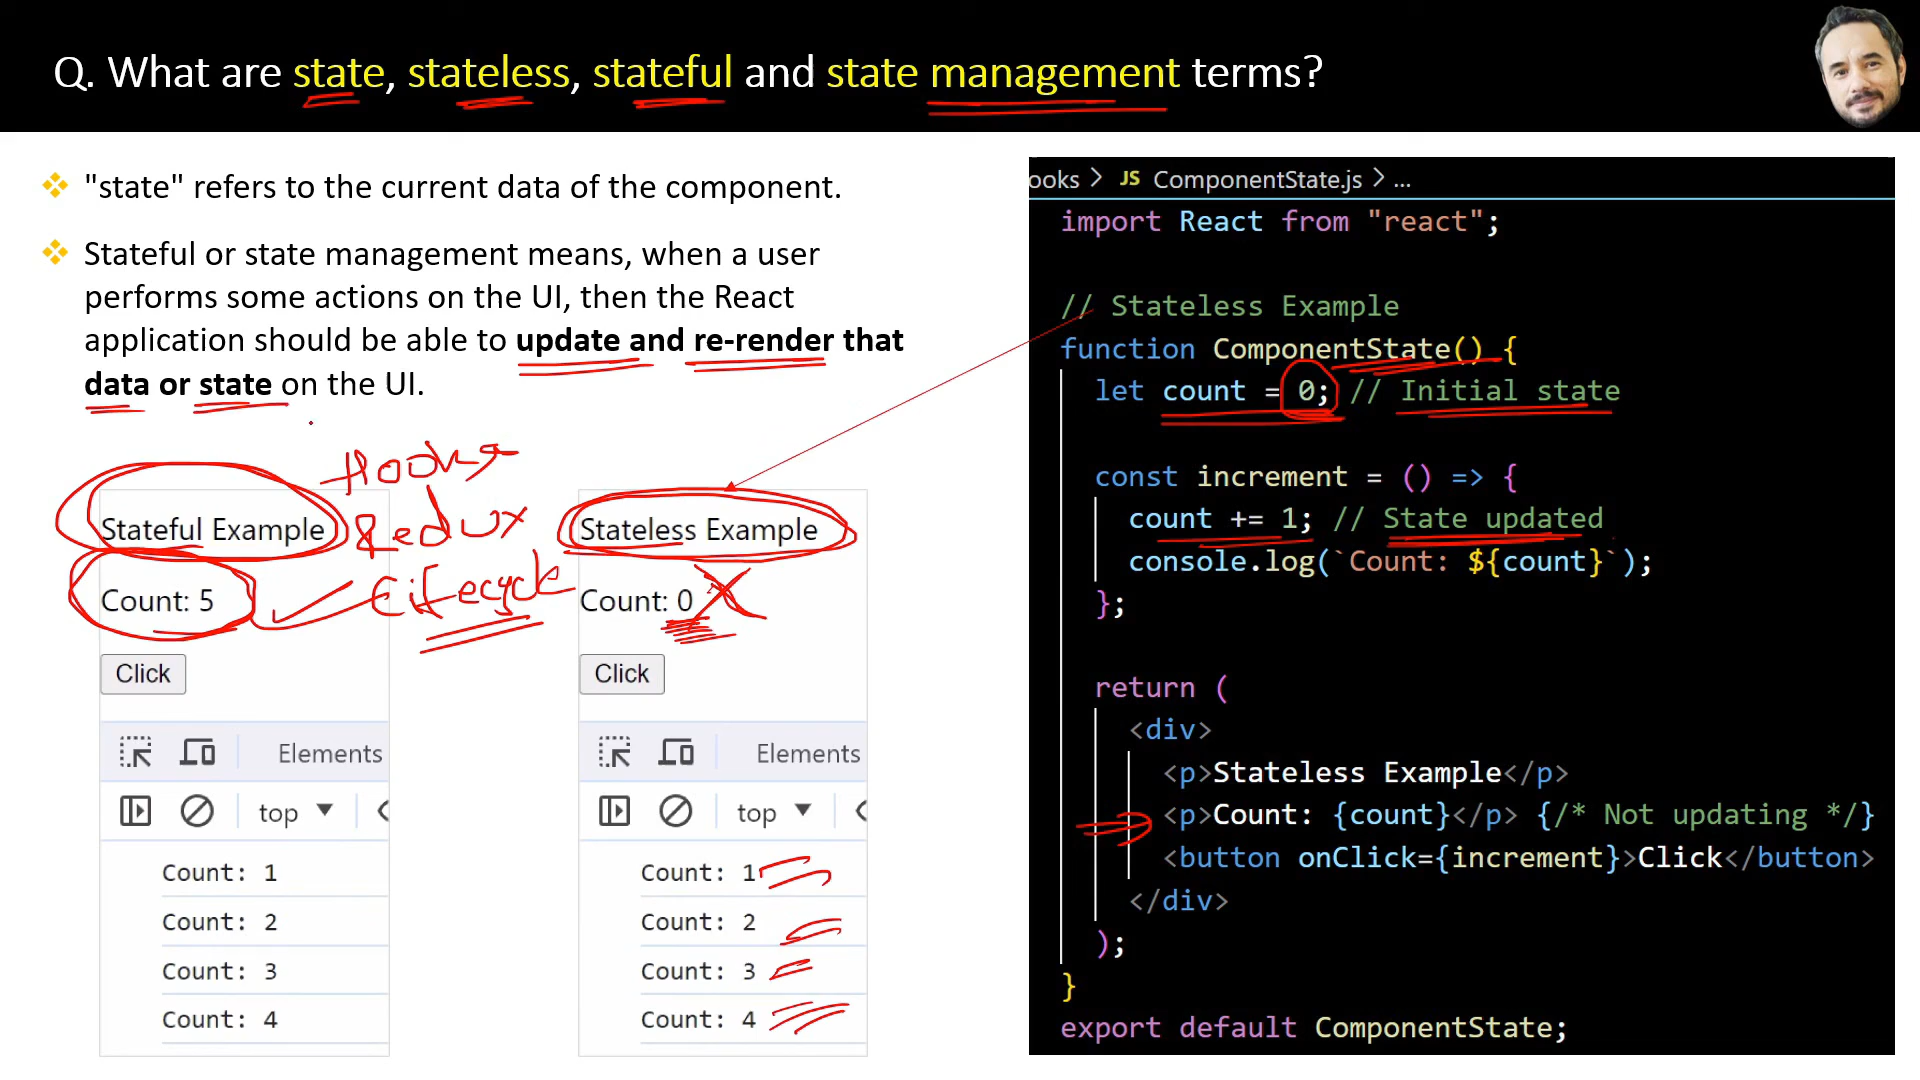 Q. What are state, stateless, stateful and state management terms?
"state" refers to the current data of the component.
Stateful or state management means, when a user
performs some actions on the UI, then the React
application should be able to update and re-render that
data or state on the UI.
Hooks
Redux
Lifecycle
Stateful Example
Count: 5
Click
Elements
top
Count: 1
Count: 2
Count: 3
Count: 4
Stateless Example
Count: 0
Click
Elements
top
Count: 1
Count: 2
Count: 3
Count: 4
ooks > JS ComponentState.js > ...
import React from "react";
// Stateless Example
function ComponentState() {
let count = 0; // Initial state
const increment = () => {
count += 1; // State updated
console.log(`Count: ${count}`);
};
return (
<div>
<p>Stateless Example</p>
<p>Count: {count}</p> {/* Not updating */}
<button onClick={increment}>Click</button>
</div>
);
}
export default ComponentState;